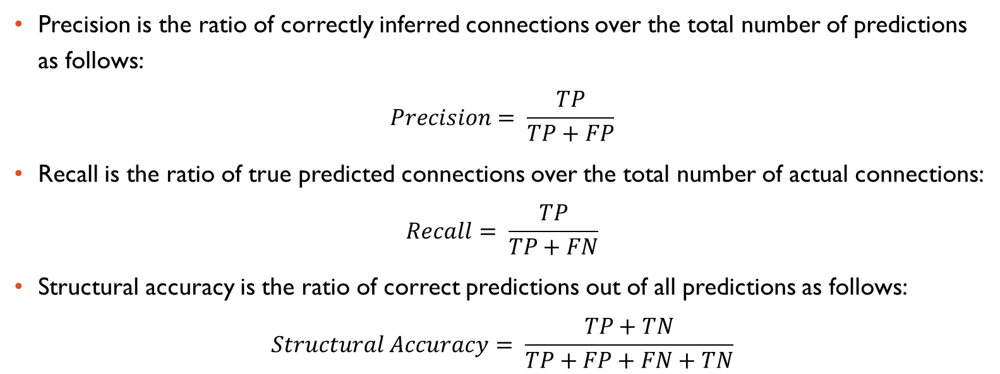 • Precision is the ratio of correctly inferred connections over the total number of predictions
as follows:
Precision = TP / (TP + FP)
• Recall is the ratio of true predicted connections over the total number of actual connections:
Recall = TP / (TP + FN)
• Structural accuracy is the ratio of correct predictions out of all predictions as follows:
Structural Accuracy = (TP + TN) / (TP + FP + FN + TN)